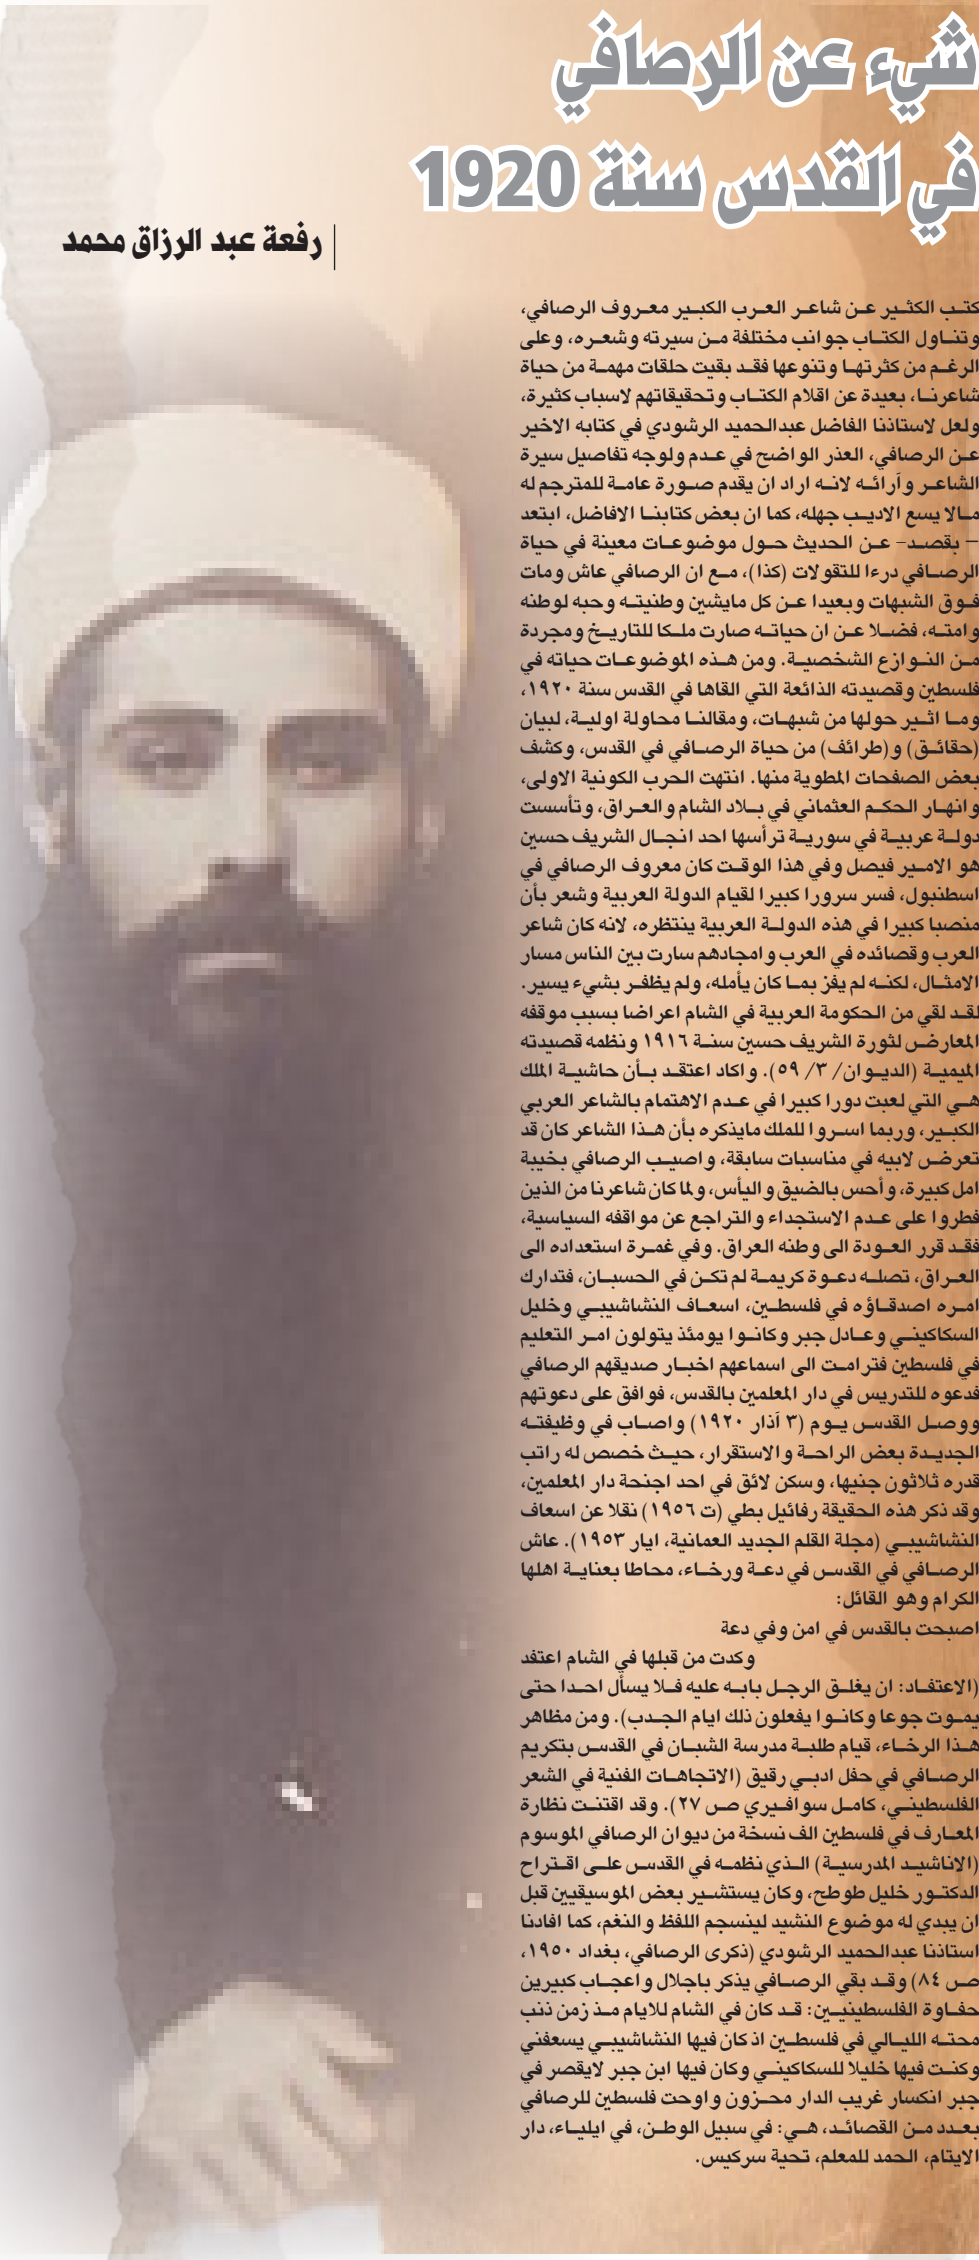 شيء عن الرصافي
في القدس سنة 1920
رفعة عبد الرزاق محمد
كتب الكثير عن شاعر العرب الكبير معروف الرصافي،
وتناول الكتاب جوانب مختلفة من سيرته وشعره، وعلى
الرغم من كثرتها وتنوعها فقد بقيت حلقات مهمة من حياة
شاعرنا، بعيدة عن اقلام الكتاب وتحقيقاتهم لاسباب كثيرة،
ولعل لاستاذنا الفاضل عبدالحميد الرشودي في كتابه الاخير
عن الرصافي، العذر الواضح في عدم ولوجه تفاصيل سيرة
الشاعر وآرائه لانه اراد ان يقدم صورة عامة للمترجم له
مالا يسع الاديب جهله، كما ان بعض كتابنا الافاضل، ابتعد
– بقصد– عن الحديث حول موضوعات معينة في حياة
الرصافي درءا للتقولات (كذا)، مع ان الرصافي عاش ومات
فوق الشبهات وبعيدا عن كل مايشين وطنيته وحبه لوطنه
وامته، فضلا عن ان حياته صارت ملكا للتاريخ ومجردة
من النوازع الشخصية. ومن هذه الموضوعات حياته في
فلسطين وقصيدته الذائعة التي القاها في القدس سنة ١٩٢٠،
وما اثير حولها من شبهات، ومقالنا محاولة اولية، لبيان
(حقائق) و(طرائف) من حياة الرصافي في القدس، وكشف
بعض الصفحات المطوية منها. انتهت الحرب الكونية الاولى،
وانهار الحكم العثماني في بلاد الشام والعراق، وتأسست
دولة عربية في سورية ترأسها احد انجال الشريف حسين
هو الامير فيصل وفي هذا الوقت كان معروف الرصافي في
اسطنبول، فسر سرورا كبيرا لقيام الدولة العربية وشعر بأن
منصبا كبيرا في هذه الدولة العربية ينتظره، لانه كان شاعر
العرب وقصائده في العرب وامجادهم سارت بين الناس مسار
الامثال، لكنه لم يفز بما كان يأمله، ولم يظفر بشيء يسير.
لقد لقي من الحكومة العربية في الشام اعراضا بسبب موقفه
المعارض لثورة الشريف حسين سنة ١٩١٦ ونظمه قصيدته
الميمية (الديوان/ ٣/ ٥٩). واكاد اعتقد بأن حاشية الملك
هي التي لعبت دورا كبيرا في عدم الاهتمام بالشاعر العربي
الكبير، وربما اسروا للملك مايذكره بأن هذا الشاعر كان قد
تعرض لابيه في مناسبات سابقة، واصيب الرصافي بخيبة
امل كبيرة، وأحس بالضيق واليأس، ولما كان شاعرنا من الذين
فطروا على عدم الاستجداء والتراجع عن مواقفه السياسية،
فقد قرر العودة الى وطنه العراق. وفي غمرة استعداده الى
العراق، تصله دعوة كريمة لم تكن في الحسبان، فتدارك
امره اصدقاؤه في فلسطين، اسعاف النشاشيبي وخليل
السكاكيني وعادل جبر وكانوا يومئذ يتولون امر التعليم
في فلسطين فترامت الى اسماعهم اخبار صديقهم الرصافي
فدعوه للتدريس في دار المعلمين بالقدس، فوافق على دعوتهم
ووصل القدس يوم (٣ آذار ١٩٢٠) واصاب في وظيفته
الجديدة بعض الراحة والاستقرار، حيث خصص له راتب
قدره ثلاثون جنيها، وسكن لائق في احد اجنحة دار المعلمين،
وقد ذكر هذه الحقيقة رفائيل بطي (ت ١٩٥٦) نقلا عن اسعاف
النشاشيبي (مجلة القلم الجديد العمانية، ايار ١٩٥٣). عاش
الرصافي في القدس في دعة ورخاء، محاطا بعناية اهلها
الكرام وهو القائل:
اصبحت بالقدس في امن وفي دعة
وكدت من قبلها في الشام اعتفد
(الاعتفاد: ان يغلق الرجل بابه عليه فلا يسأل احدا حتى
يموت جوعا وكانوا يفعلون ذلك ايام الجدب). ومن مظاهر
هذا الرخاء، قيام طلبة مدرسة الشبان في القدس بتكريم
الرصافي في حفل ادبي رقيق (الاتجاهات الفنية في الشعر
الفلسطيني، كامل سوافيري ص ٢٧). وقد اقتنت نظارة
المعارف في فلسطين الف نسخة من ديوان الرصافي الموسوم
(الاناشيد المدرسية) الذي نظمه في القدس على اقتراح
الدكتور خليل طوطح، وكان يستشير بعض الموسيقيين قبل
ان يبدي له موضوع النشيد لينسجم اللفظ والنغم، كما افادنا
استاذنا عبدالحميد الرشودي (ذكرى الرصافي، بغداد ١٩٥٠،
ص ٨٤) وقد بقي الرصافي يذكر باجلال واعجاب كبيرين
حفاوة الفلسطينيين: قد كان في الشام للايام مذ زمن ذنب
محته الليالي في فلسطين اذ كان فيها النشاشيبي يسعفني
وكنت فيها خليلا للسكاكيني وكان فيها ابن جبر لايقصر في
جبر انكسار غريب الدار محزون واوحت فلسطين للرصافي
بعدد من القصائد، هي: في سبيل الوطن، في ايلياء، دار
الايتام، الحمد للمعلم، تحية سركيس.